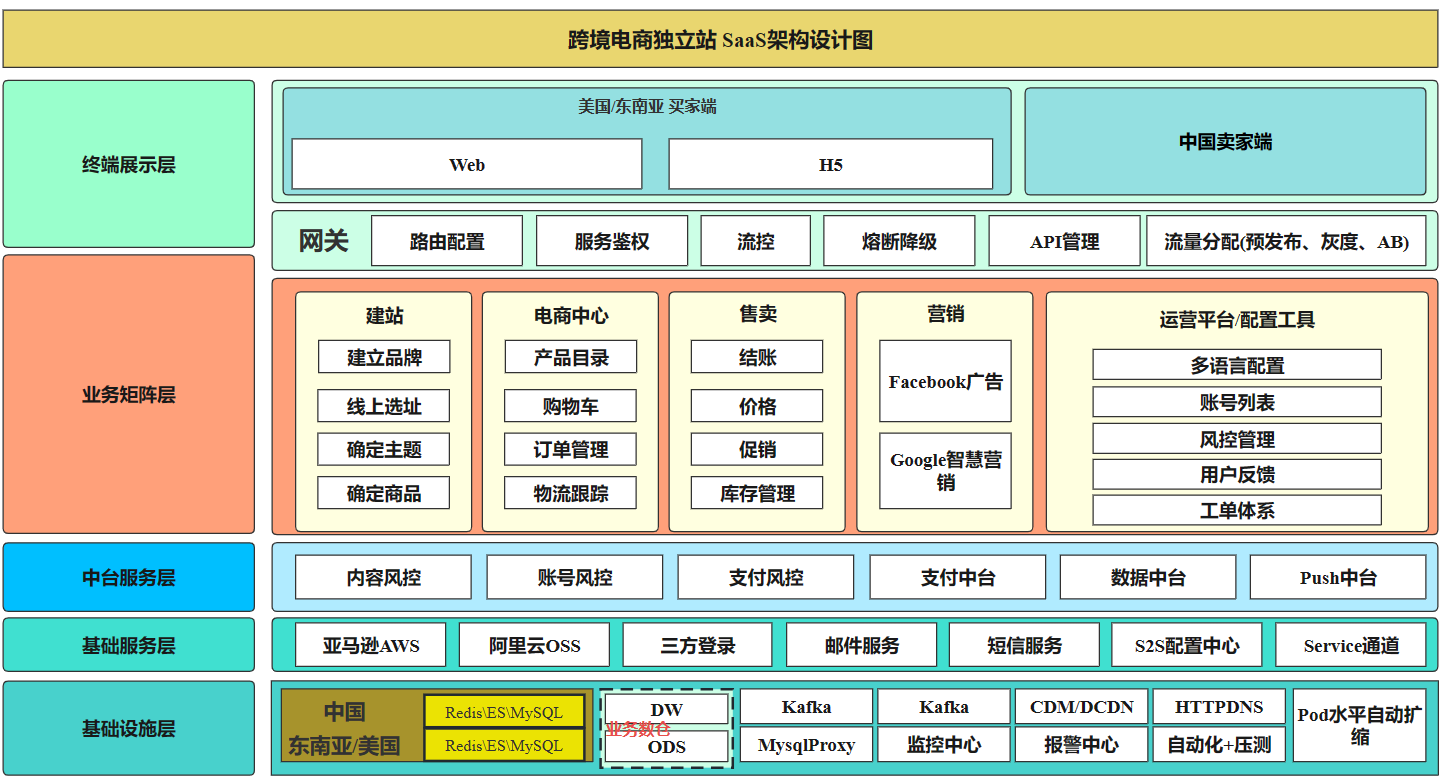 跨境电商独立站 SaaS架构设计图
终端展示层
美国/东南亚 买家端
Web
H5
中国卖家端
网关
路由配置
服务鉴权
流控
熔断降级
API管理
流量分配(预发布、灰度、AB)
业务矩阵层
建站
建立品牌
线上选址
确定主题
确定商品
电商中心
产品目录
购物车
订单管理
物流跟踪
售卖
结账
价格
促销
库存管理
营销
Facebook广告
Google智慧营
销
运营平台/配置工具
多语言配置
账号列表
风控管理
用户反馈
工单体系
中台服务层
内容风控
账号风控
支付风控
支付中台
数据中台
Push中台
基础服务层
亚马逊AWS
阿里云OSS
三方登录
邮件服务
短信服务
S2S配置中心
Service通道
基础设施层
中国
Redis\ES\MySQL
东南亚/美国
Redis\ES\MySQL
DW
业务数仓
ODS
Kafka
Kafka
CDM/DCDN
HTTPDNS
MysqlProxy
监控中心
报警中心
自动化+压测
Pod水平自动扩
缩